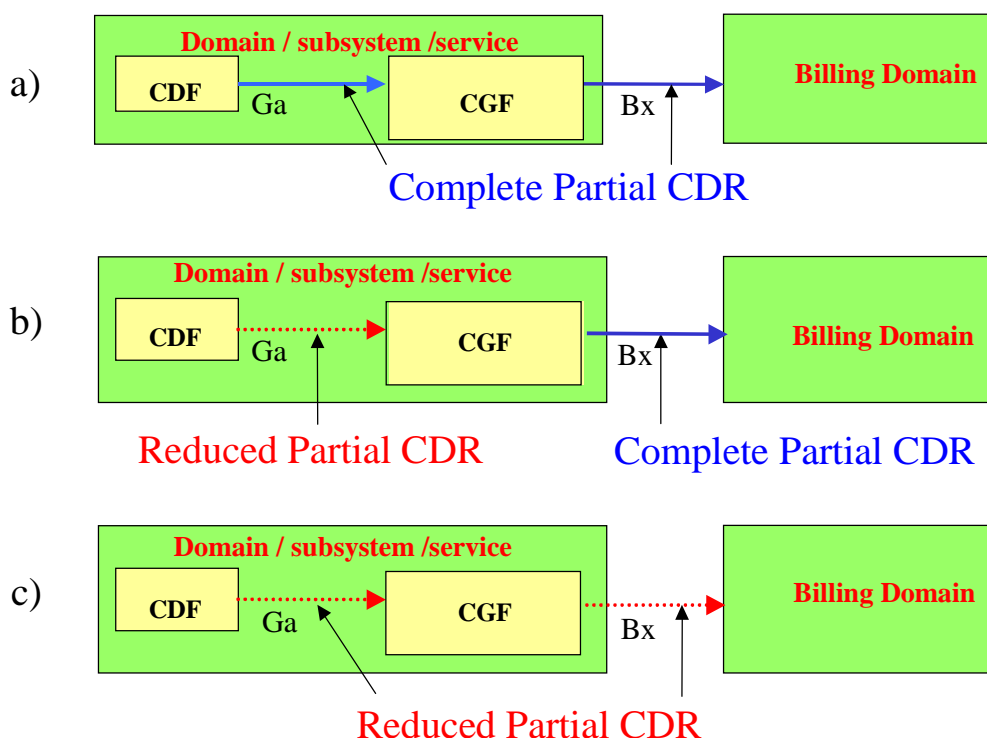 a)
Domain / subsystem /service
CDF
Ga
CGF
Bx
Billing Domain
Complete Partial CDR
b)
Domain / subsystem /service
CDF
Ga
CGF
Bx
Billing Domain
Reduced Partial CDR
Complete Partial CDR
c)
Domain / subsystem /service
CDF
Ga
CGF
Bx
Billing Domain
Reduced Partial CDR